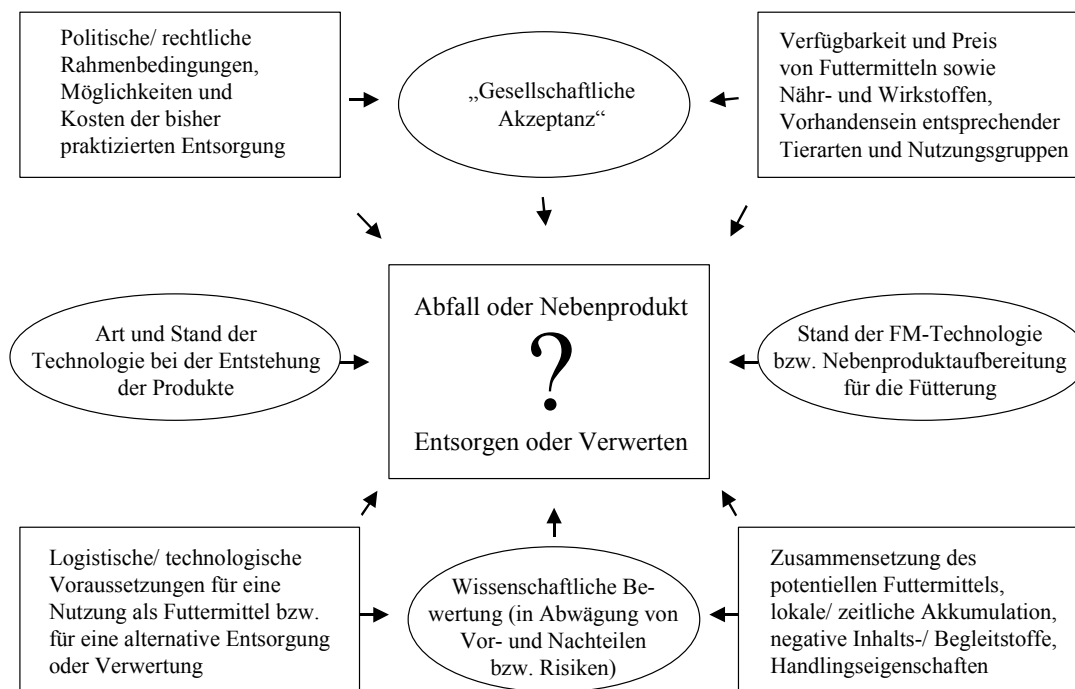 Politische/ rechtliche
Rahmenbedingungen,
Möglichkeiten und
Kosten der bisher
praktizierten Entsorgung
„Gesellschaftliche
Akzeptanz“
Verfügbarkeit und Preis
von Futtermitteln sowie
Nähr- und Wirkstoffen,
Vorhandensein entsprechender
Tierarten und Nutzungsgruppen
Art und Stand der
Technologie bei der Entstehung
der Produkte
Abfall oder Nebenprodukt
?
Entsorgen oder Verwerten
Stand der FM-Technologie
bzw. Nebenproduktaufbereitung
für die Fütterung
Logistische/ technologische
Voraussetzungen für eine
Nutzung als Futtermittel bzw.
für eine alternative Entsorgung
oder Verwertung
Wissenschaftliche Be-
wertung (in Abwägung von
Vor- und Nachteilen
bzw. Risiken)
Zusammensetzung des
potentiellen Futtermittels,
lokale/ zeitliche Akkumulation,
negative Inhalts-/ Begleitstoffe,
Handlingseigenschaften